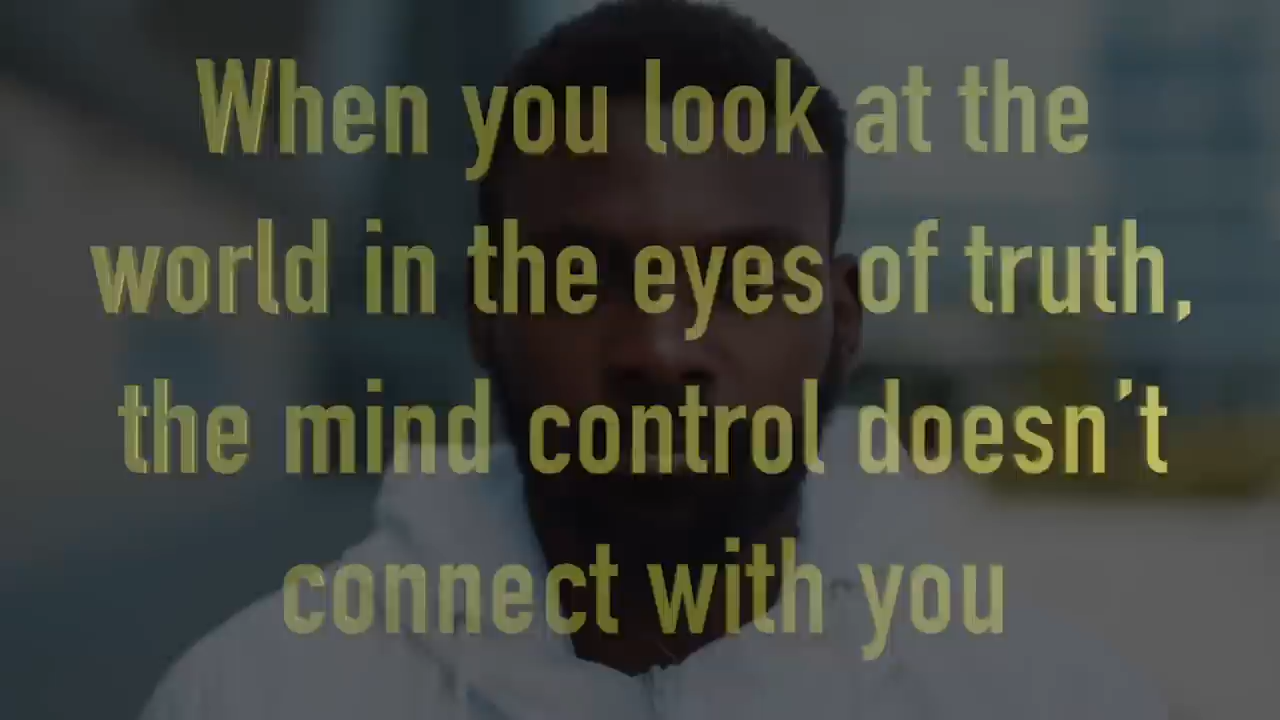 When you look at the
world in the eyes of truth,
the mind control doesn't
connect with you